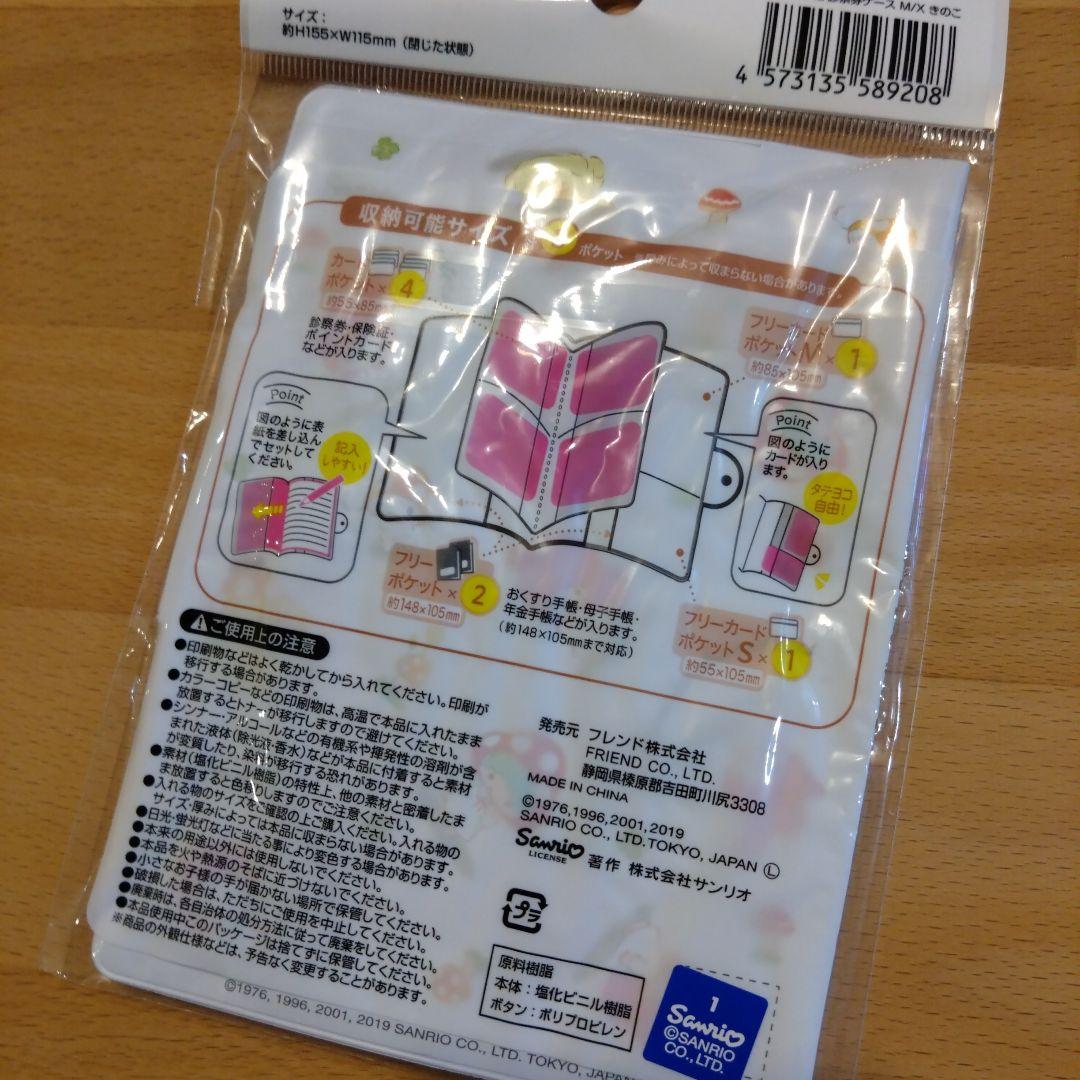 サイズ:
約H155×W115mm(閉じた状態)
ケース M/X きのこ
4 573135 589208
収納可能サイズ
ポケット
によって収まらない場合があります。
カード
ポケット×4
約55×85mm
診察券・保険証・
ポイントカード
などが入ります。
フリーカード
ポケットM×1
約85×105mm
Point
図のように表
紙を差し込ん
でセットして
ください。
記入
しやすい!
Point
図のように
カードが入り
ます。
タテヨコ
自由!
フリー
ポケット×2
約148×105mm
おくすり手帳・母子手帳・
年金手帳などが入ります。
(約148×105mmまで対応)
フリーカード
ポケットS×1
約55×105mm
ご使用上の注意
●印刷物などはよく乾かしてから入れてください。印刷が
移行する場合があります。
●カラーコピーなどの印刷物は、高温で本品に入れたまま
放置するとトナーが移行しますので避けてください。
●シンナー・アルコールなどの有機系や揮発性の溶剤が含
まれた液体(除光液・香水)などが本品に付着すると素材
が変質したり、染料が移行する恐れがあります。
●素材(塩化ビニル樹脂)の特性上、他の素材と密着したま
ま放置すると色移りしますのでご注意ください。
●入れる物のサイズをご確認の上ご購入ください。入れる物の
サイズ・厚みによっては本品に収まらない場合があります。
●日光・蛍光灯などに当たる事により変色する場合があります。
●本来の用途以外には使用しないでください。
●本品を火や熱源のそばに近づけないでください。
●小さなお子様の手が届かない場所で保管してください。
●破損した場合は、ただちにご使用を中止してください。
●廃棄時は、各自治体の処分方法に従って廃棄をしてください。
●本品使用中このパッケージは捨てずに保管してください。
※商品の外観仕様などは、予告なく変更することがあります。
©1976, 1996, 2001, 2019 SANRIO CO., LTD. TOKYO, JAPAN
発売元 フレンド株式会社
FRIEND CO., LTD.
静岡県榛原郡吉田町川尻3308
MADE IN CHINA
©1976,1996,2001,2019
SANRIO CO., LTD. TOKYO, JAPAN Ⓛ
Sanrio
LICENSE
著作 株式会社サンリオ
プラ
原料樹脂
本体:塩化ビニル樹脂
ボタン:ポリプロピレン
1
Sanrio
©SANRIO
CO., LTD.